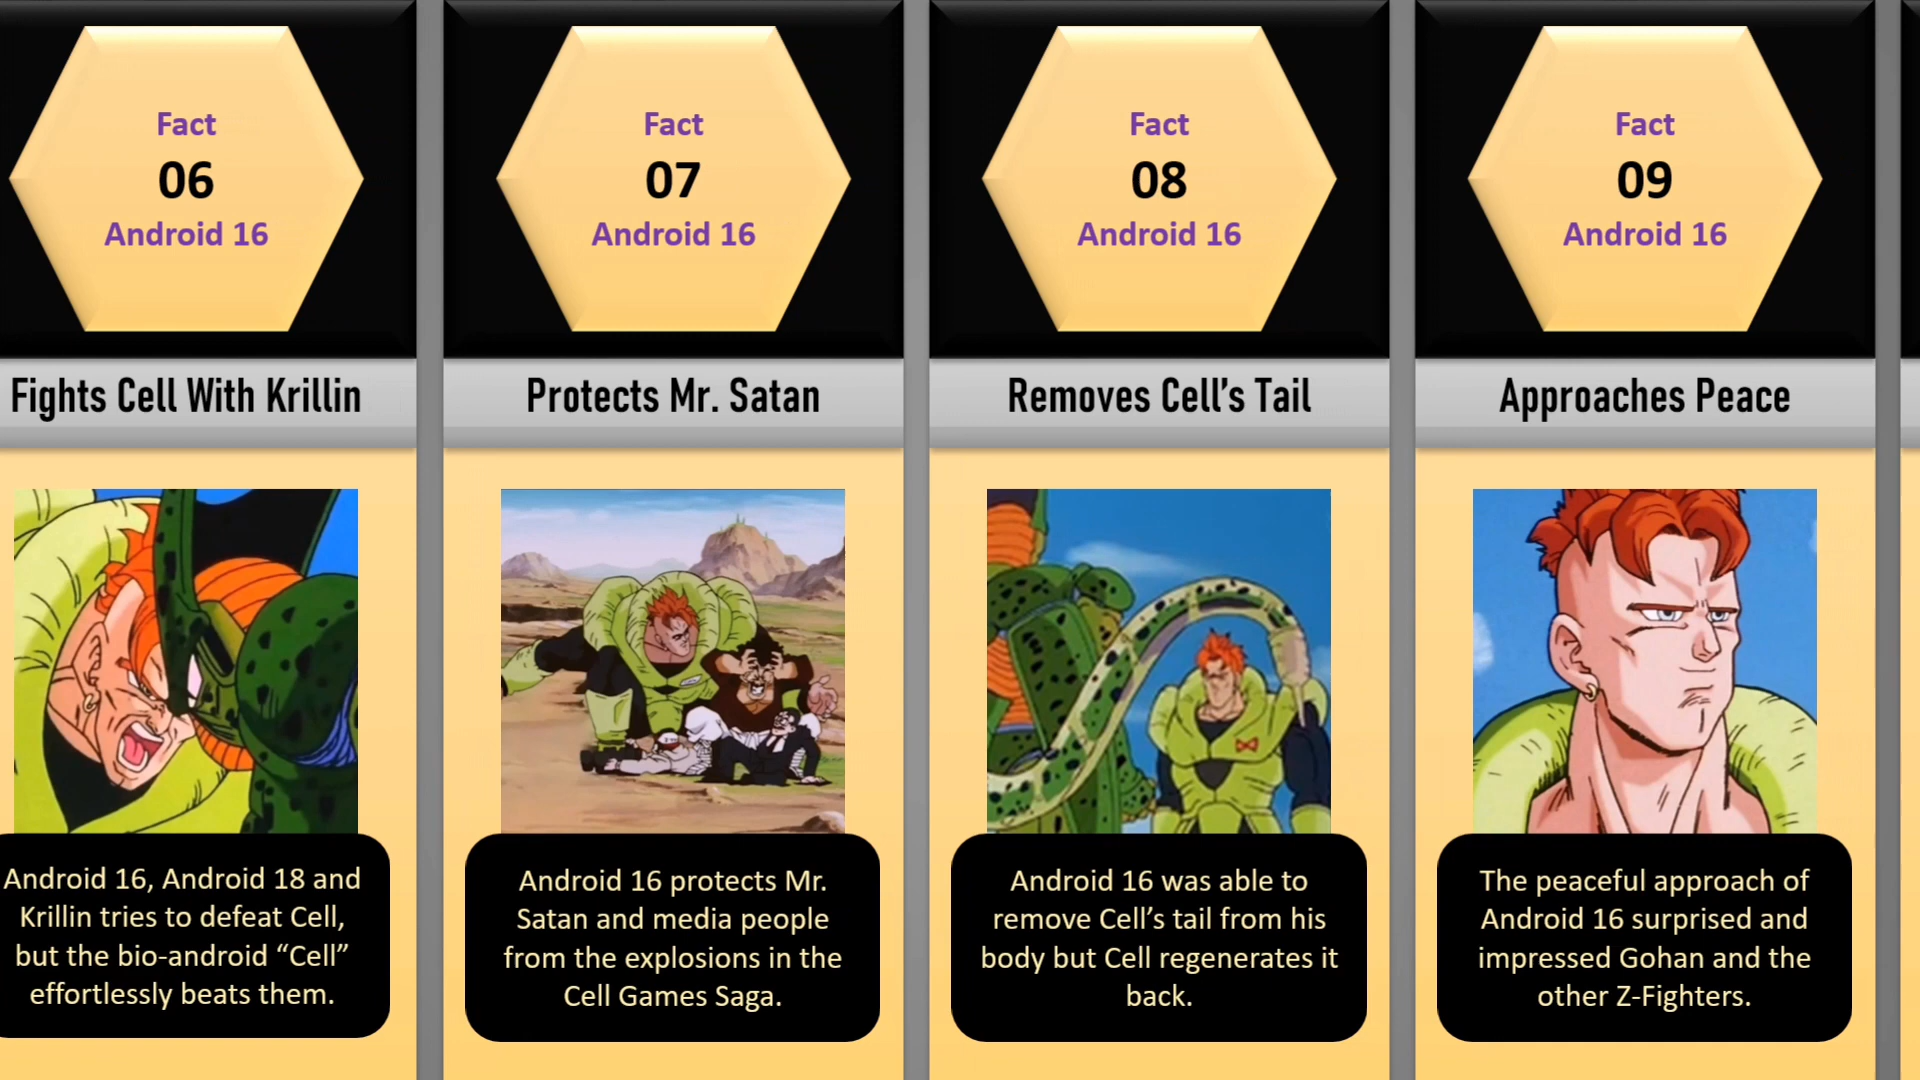 Fact
06
Android 16
Fights Cell With Krillin
Android 16, Android 18 and
Krillin tries to defeat Cell,
but the bio-android “Cell”
effortlessly beats them.
Fact
07
Android 16
Protects Mr. Satan
Android 16 protects Mr.
Satan and media people
from the explosions in the
Cell Games Saga.
Fact
08
Android 16
Removes Cell’s Tail
Android 16 was able to
remove Cell’s tail from his
body but Cell regenerates it
back.
Fact
09
Android 16
Approaches Peace
The peaceful approach of
Android 16 surprised and
impressed Gohan and the
other Z-Fighters.